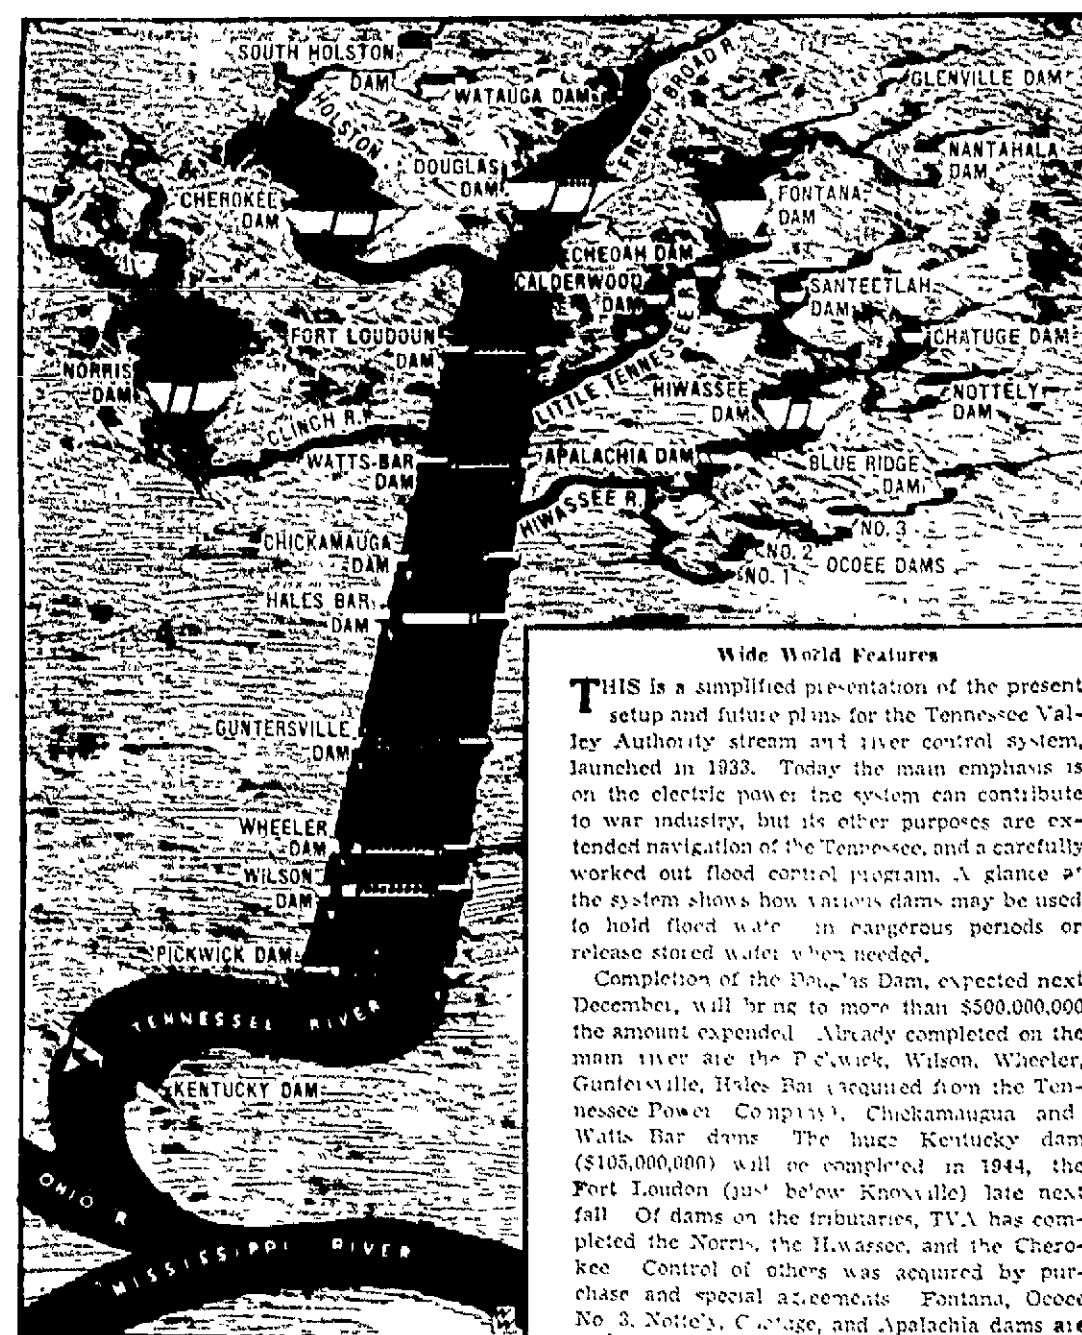 SOUTH HOLSTON
DAM
HOLSTON
WATAUGA DAM
FRENCH BROAD R.
GLENVILLE DAM
DOUGLAS
DAM
NANTAHALA
DAM
CHEROKEE
DAM
FONTANA
DAM
CHEOAH DAM
CALDERWOOD
DAM
SANTEETLAH
DAM
FORT LOUDOUN
DAM
CHATUGE DAM
NORRIS
DAM
LITTLE TENNESSEE R
HIWASSEE
DAM
NOTTELY
DAM
CLINCH R.
WATTS-BAR
DAM
APALACHIA DAM
BLUE RIDGE
DAM
HIWASSEE R.
NO. 3
CHICKAMAUGA
DAM
NO. 2
OCOEE DAMS
NO. 1
HALES BAR
DAM
GUNTERSVILLE
DAM
WHEELER
DAM
WILSON
DAM
PICKWICK DAM
TENNESSEE RIVER
KENTUCKY DAM
OHIO R
MISSISSIPPI RIVER
Wide World Features
THIS is a simplified presentation of the present
setup and future plans for the Tennessee Val-
ley Authority stream and river control system,
launched in 1933. Today the main emphasis is
on the electric power the system can contribute
to war industry, but its other purposes are ex-
tended navigation of the Tennessee, and a carefully
worked out flood control program. A glance at
the system shows how various dams may be used
to hold flood in dangerous periods or
release stored water when needed.
Completion of the Douglas Dam, expected next
December, will bring to more than $500,000,000
the amount expended Already completed on the
main river are the Pickwick, Wilson, Wheeler,
Guntersville, Hales Bar (acquired from the Ten-
nessee Power Company), Chickamaugua and
Watts Bar dams The huge Kentucky dam
($105,000,000) will be completed in 1944, the
Fort Loudon (just below Knoxville) late next
fall Of dams on the tributaries, TVA has com-
pleted the Norris, the Hiwassee, and the Chero-
kee Control of others was acquired by pur-
chase and special agreements Fontana, Ocoee
No 3, Nottely, and Apalachia dams are